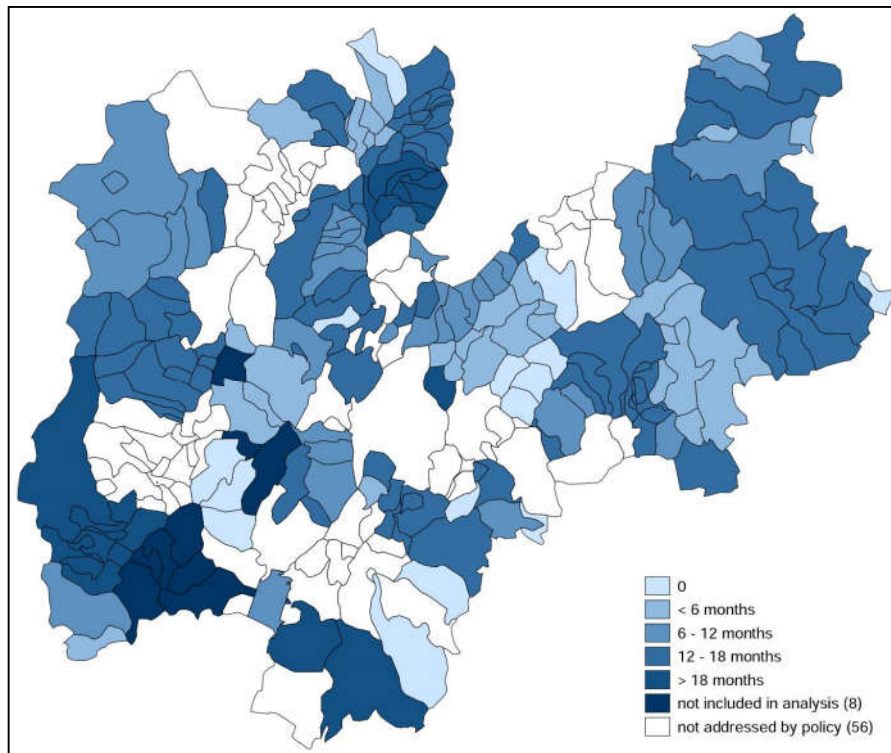 0
< 6 months
6 - 12 months
12 - 18 months
> 18 months
not included in analysis (8)
not addressed by policy (56)